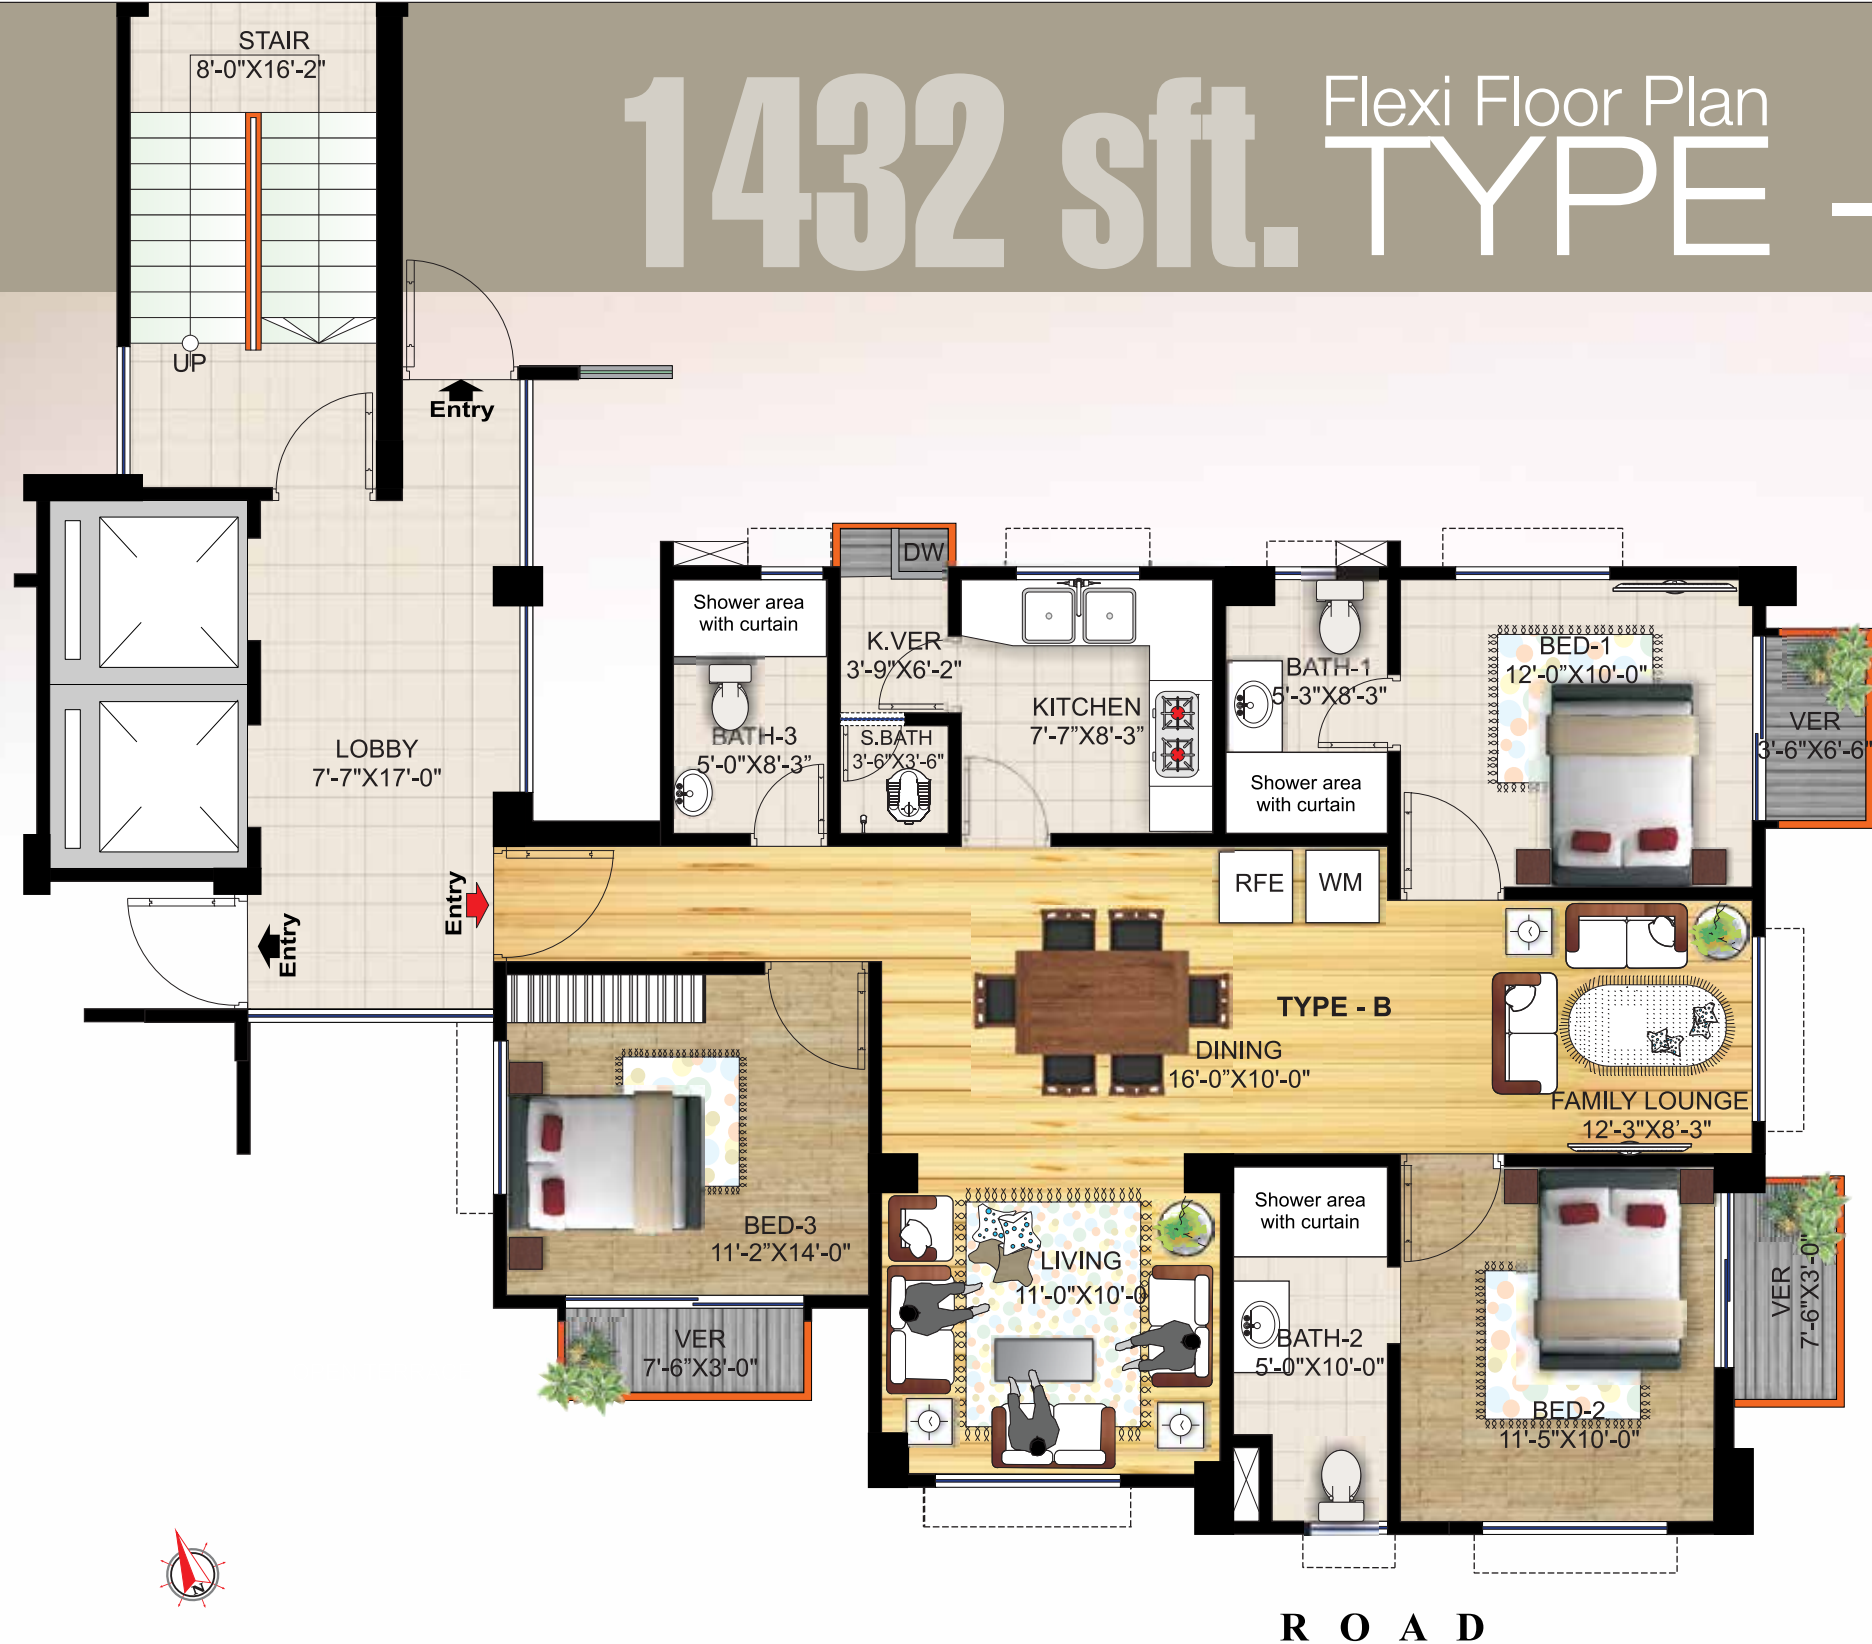 STAIR
8'-0"X16'-2"
1432 sft.
Flexi Floor Plan
TYPE -
UP
Entry
DW
Shower area
with curtain
K.VER
3'-9"X6'-2"
BATH-1
5'-3"X8'-3"
BED-1
12'-0”X10'-0"
KITCHEN
7'-7”X8'-3”
VER
3'-6"X6'-6"
LOBBY
7'-7"X17'-0"
BATH-3
5'-0"X8'-3”
S.BATH
3'-6"X3'-6"
Shower area
with curtain
Entry
RFE
WM
Entry
TYPE - B
DINING
16'-0”X10'-0"
FAMILY LOUNGE
12'-3"X8’-3"
BED-3
11'-2”X14'-0"
Shower area
with curtain
LIVING
11'-0"X10'-0
VER
7'-6”X3'-0"
VER
7'-6"X3'-0"
BATH-2
5'-0"X10'-0"
BED-2
11'-5"X10'-0"
N
ROAD